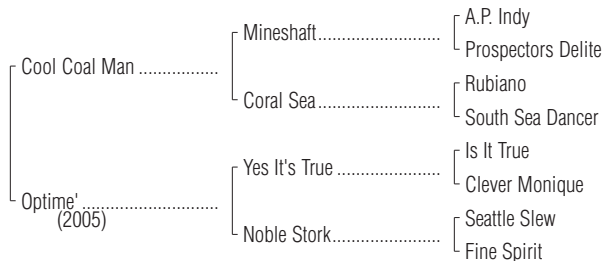 A.P. Indy
Mineshaft..................
Prospectors Delite
Cool Coal Man ................
Rubiano
Coral Sea.....................
South Sea Dancer
Is It True
Yes It's True ................
Clever Monique
Optime'...........................
(2005)
Seattle Slew
Noble Stork...................
Fine Spirit